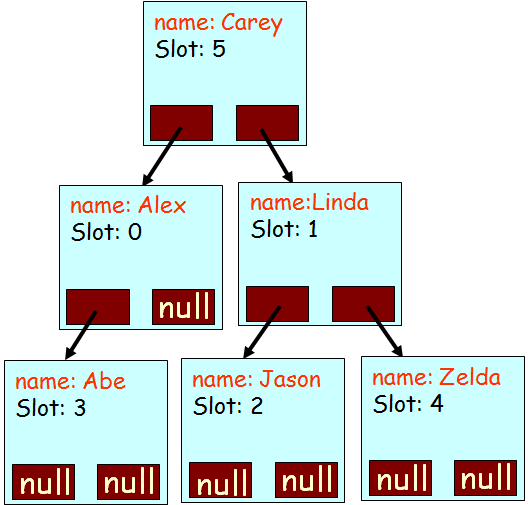 name: Carey
Slot: 5
name: Alex
Slot: 0
null
name:Linda
Slot: 1
name: Abe
Slot: 3
null null
name: Jason
Slot: 2
null null
name: Zelda
Slot: 4
null null